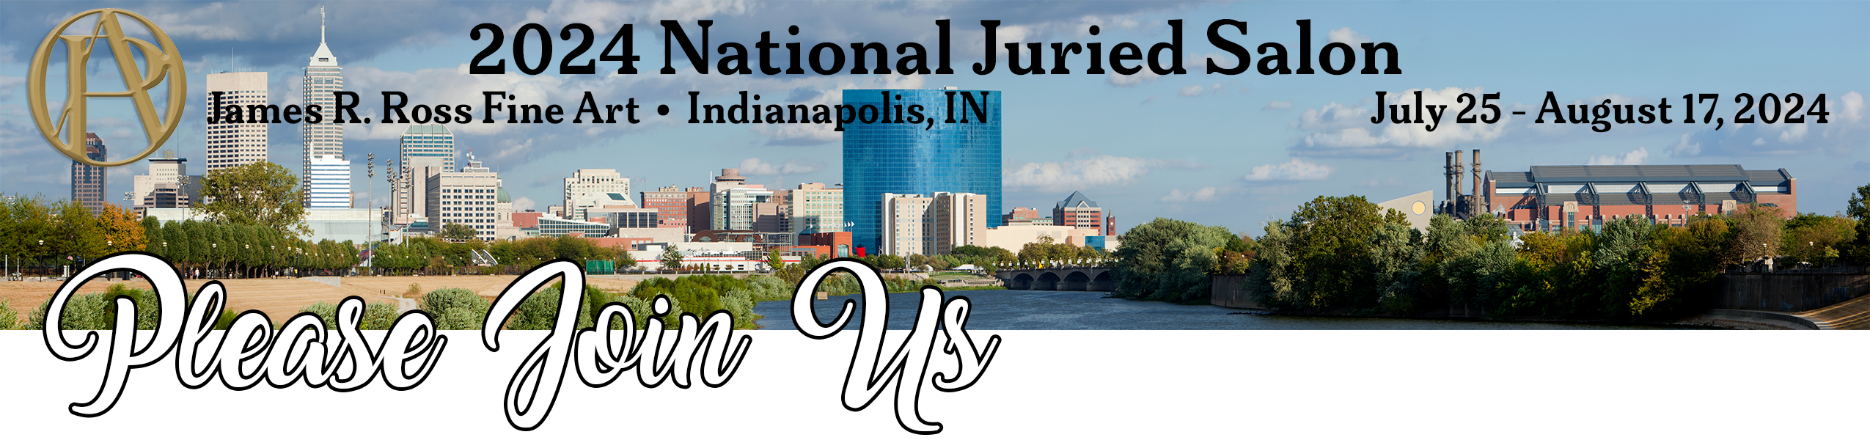 2024 National Juried Salon
James R. Ross Fine Art • Indianapolis, IN July 25 - August 17, 2024
Please Join Us